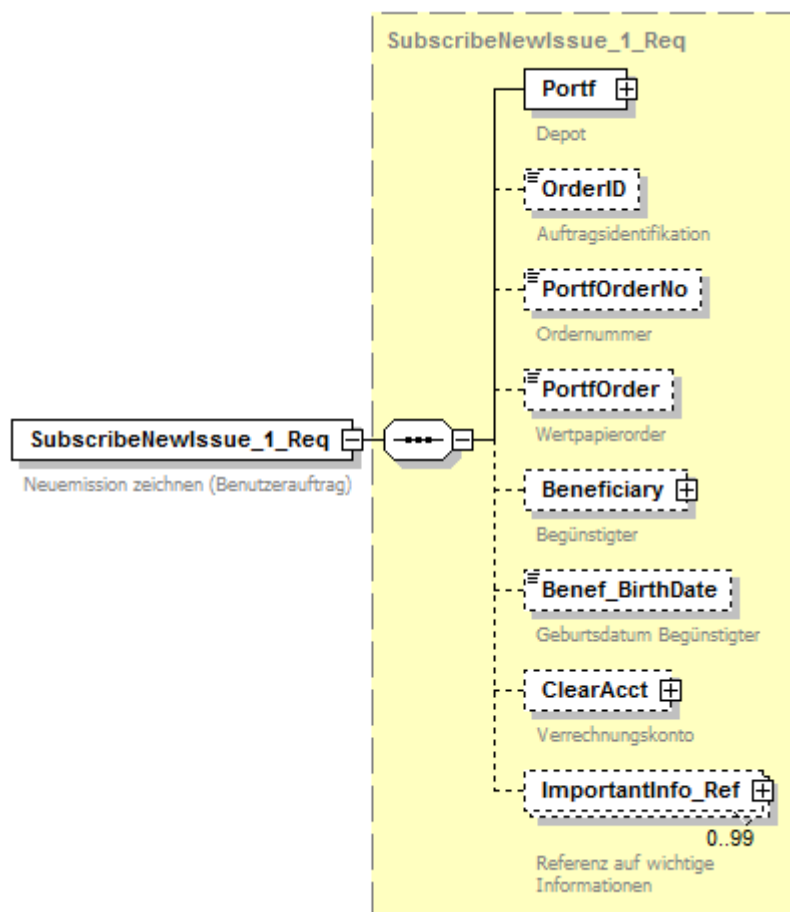 SubscribeNewIssue_1_Req
Portf
Depot
OrderID
Auftragsidentifikation
PortfOrderNo
Ordernummer
PortfOrder
Wertpapierorder
SubscribeNewIssue_1_Req
Neuemission zeichnen (Benutzerauftrag)
Beneficiary
Begünstigter
Benef_BirthDate
Geburtsdatum Begünstigter
ClearAcct
Verrechnungskonto
ImportantInfo_Ref
0..99
Referenz auf wichtige
Informationen